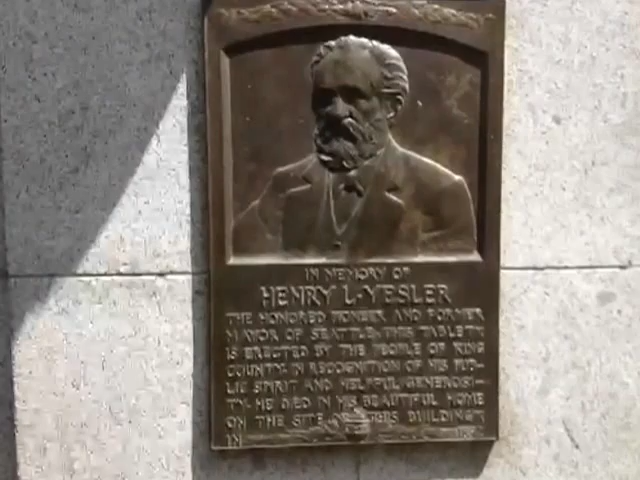 IN MEMORY OF
HENRY L·YESLER
THE HONORED PIONEER AND FORMER
MAYOR OF SEATTLE·THIS TABLET
IS ERECTED BY THE PEOPLE OF KING
COUNTY·IN RECOGNITION OF HIS PUB-
LIC SPIRIT AND HELPFUL GENEROSI-
TY·HE DIED IN HIS BEAUTIFUL HOME
ON THE SITE OF THIS BUILDING
IN